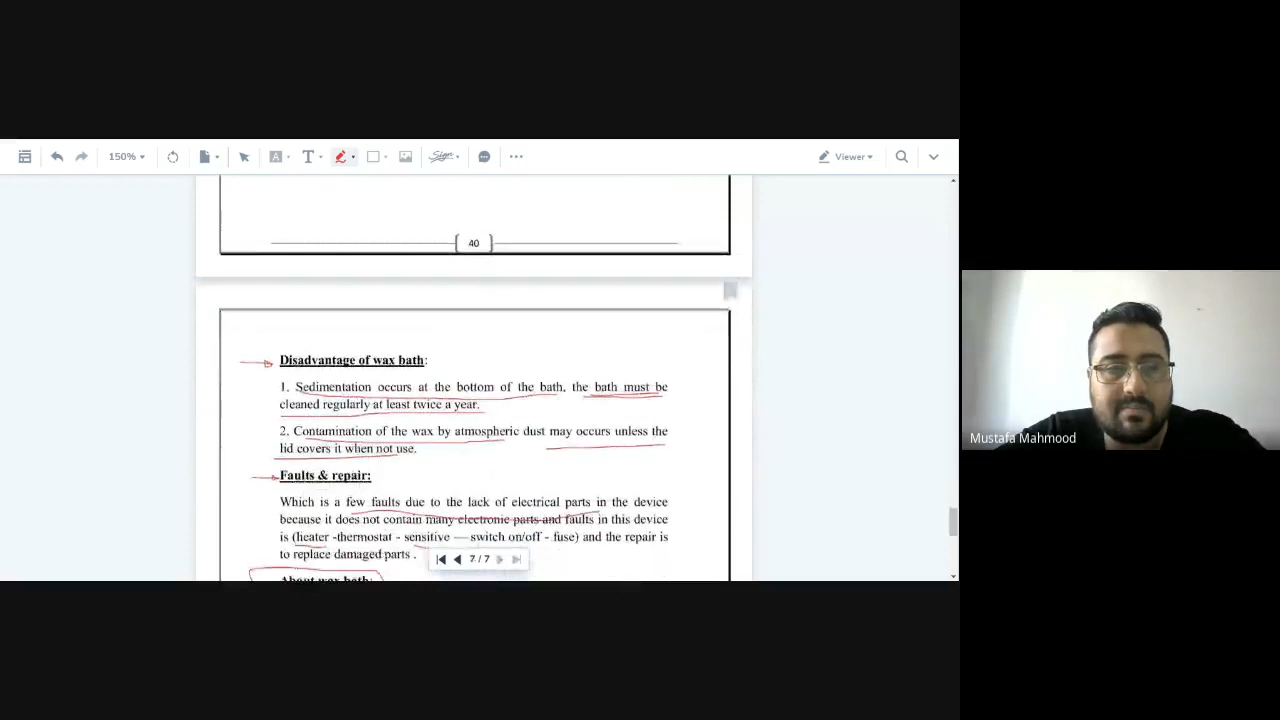 150%
T
Sign
Viewer
40
Disadvantage of wax bath:
1. Sedimentation occurs at the bottom of the bath, the bath must be
cleaned regularly at least twice a year.
2. Contamination of the wax by atmospheric dust may occurs unless the
lid covers it when not use.
Faults & repair:
Which is a few faults due to the lack of electrical parts in the device
because it does not contain many electronic parts and faults in this device
is (heater -thermostat - sensitive — switch on/off - fuse) and the repair is
to replace damaged parts .
7 / 7
About wax bath:
Mustafa Mahmood